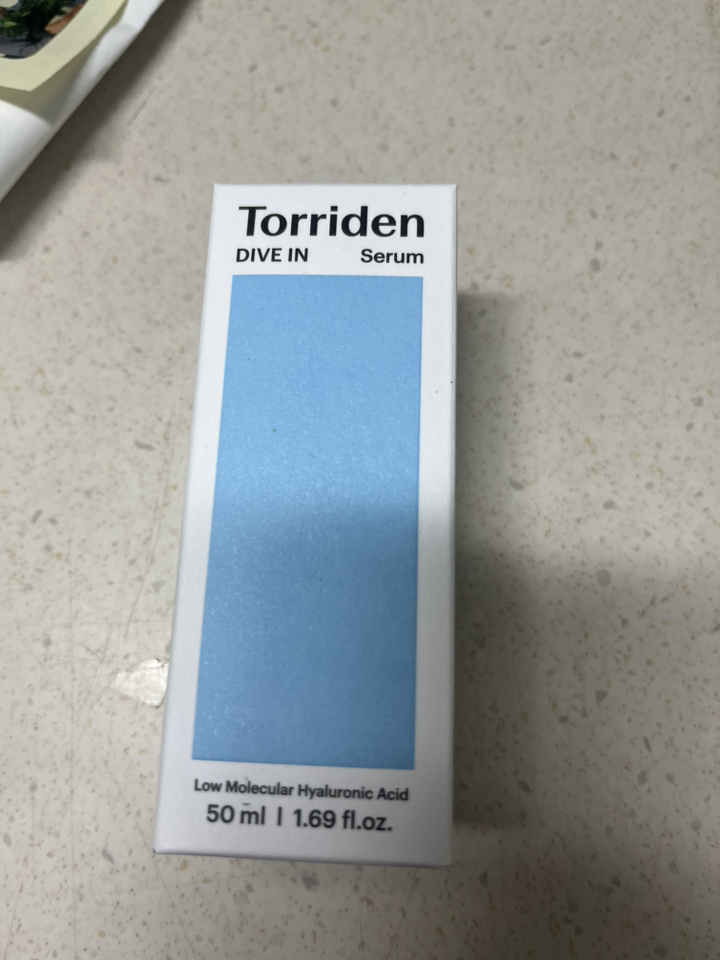 Torriden
DIVE IN Serum
Low Molecular Hyaluronic Acid
50 ml | 1.69 fl.oz.